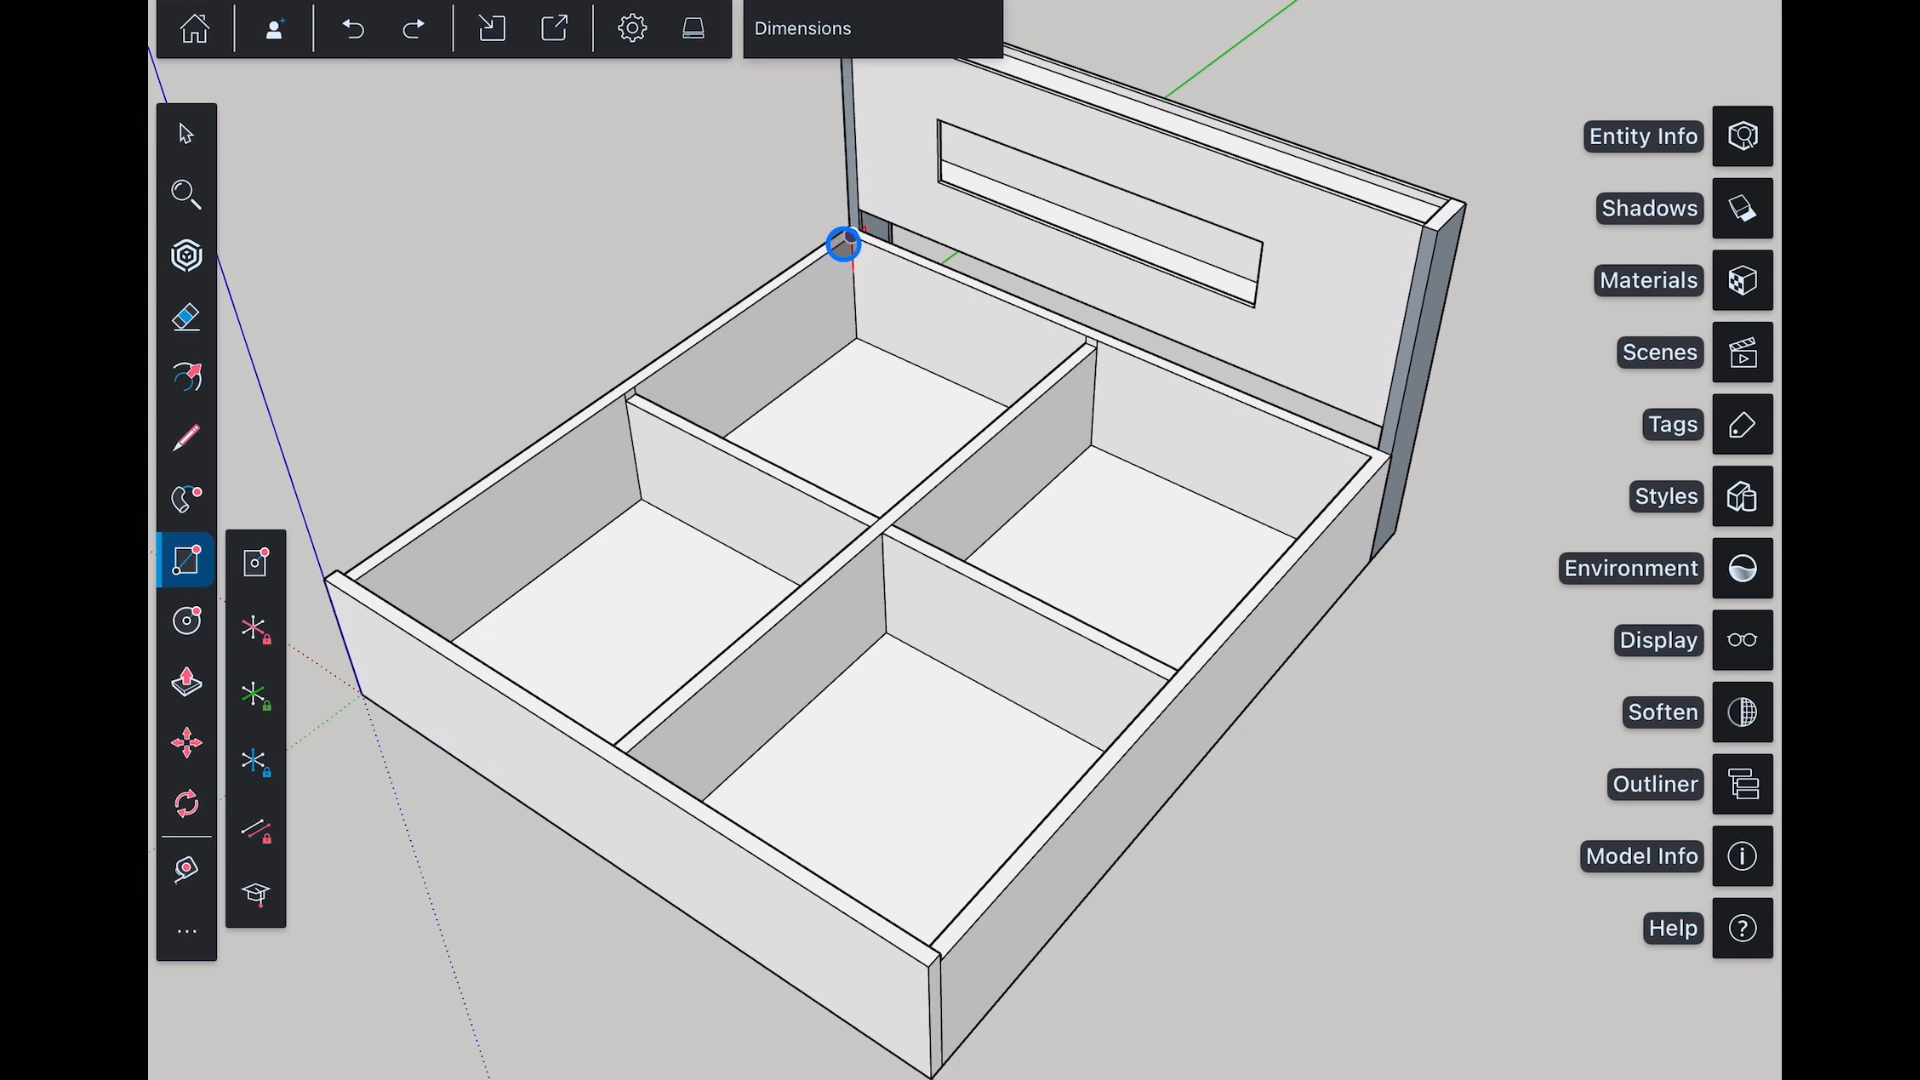 Dimensions
Entity Info
Shadows
Materials
Scenes
Tags
Styles
Environment
Display
Soften
Outliner
Model Info
Help